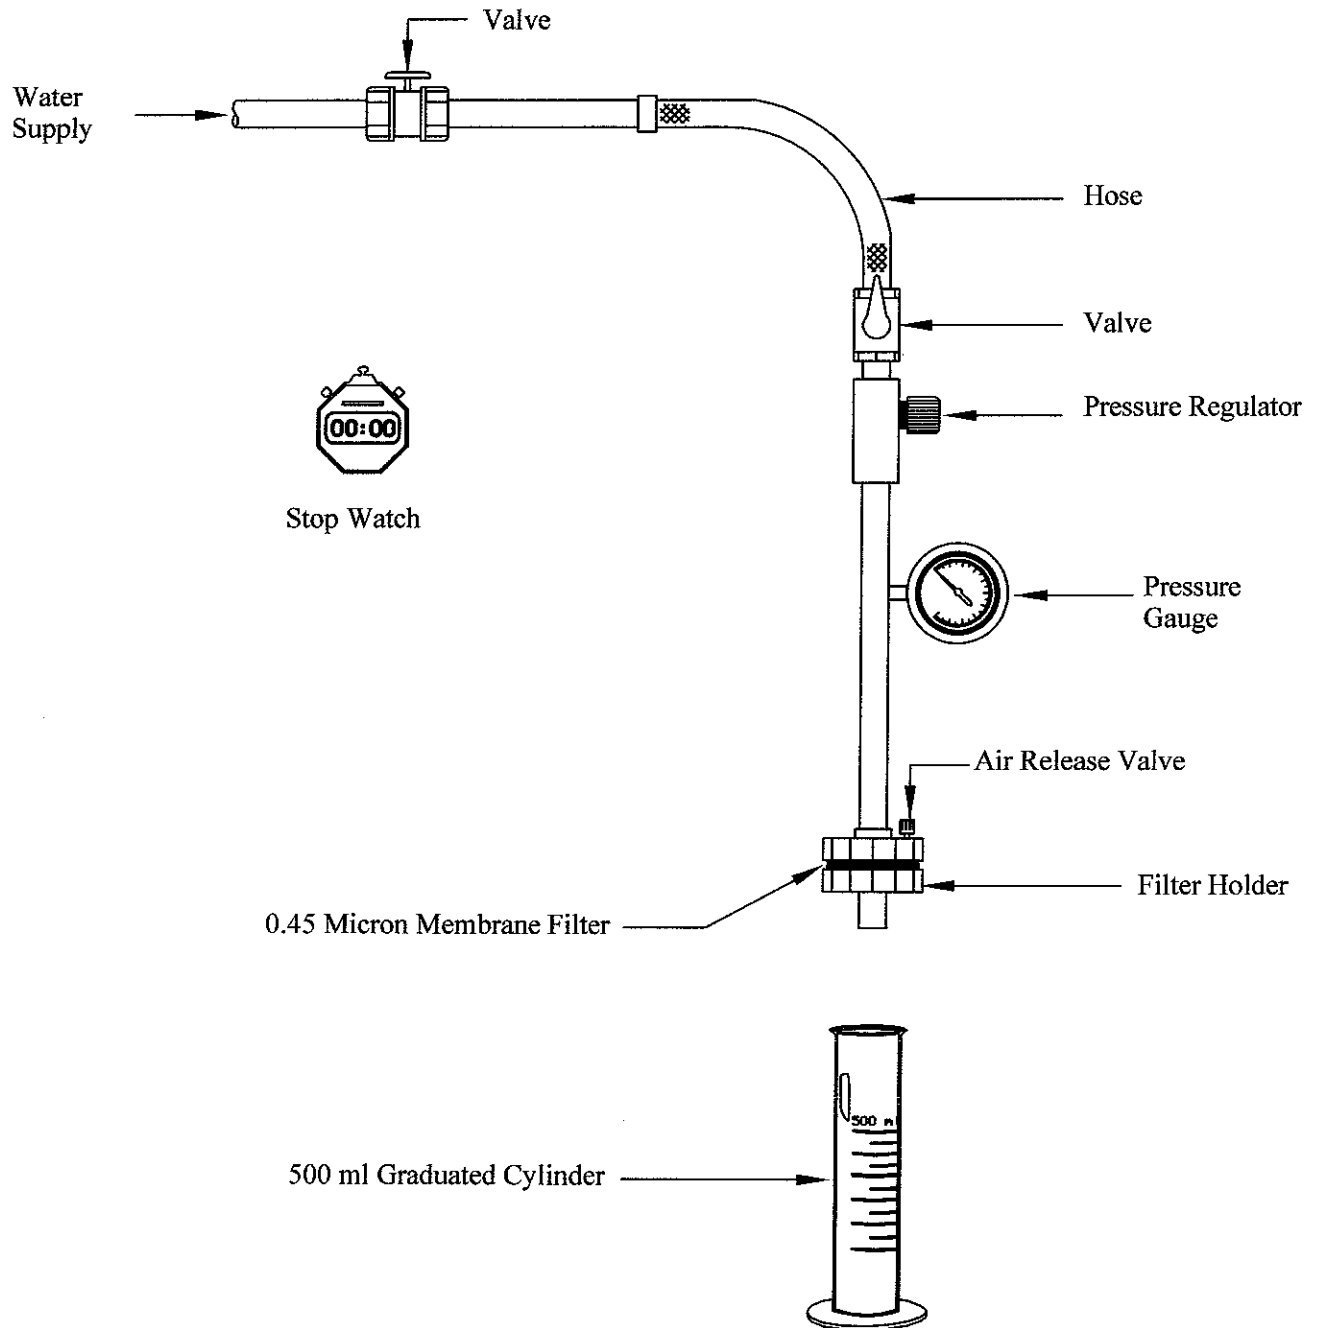 Valve
Water
Supply
Hose
Valve
Pressure Regulator
00:00
Stop Watch
Pressure
Gauge
Air Release Valve
Filter Holder
0.45 Micron Membrane Filter
500 ml
500 ml Graduated Cylinder